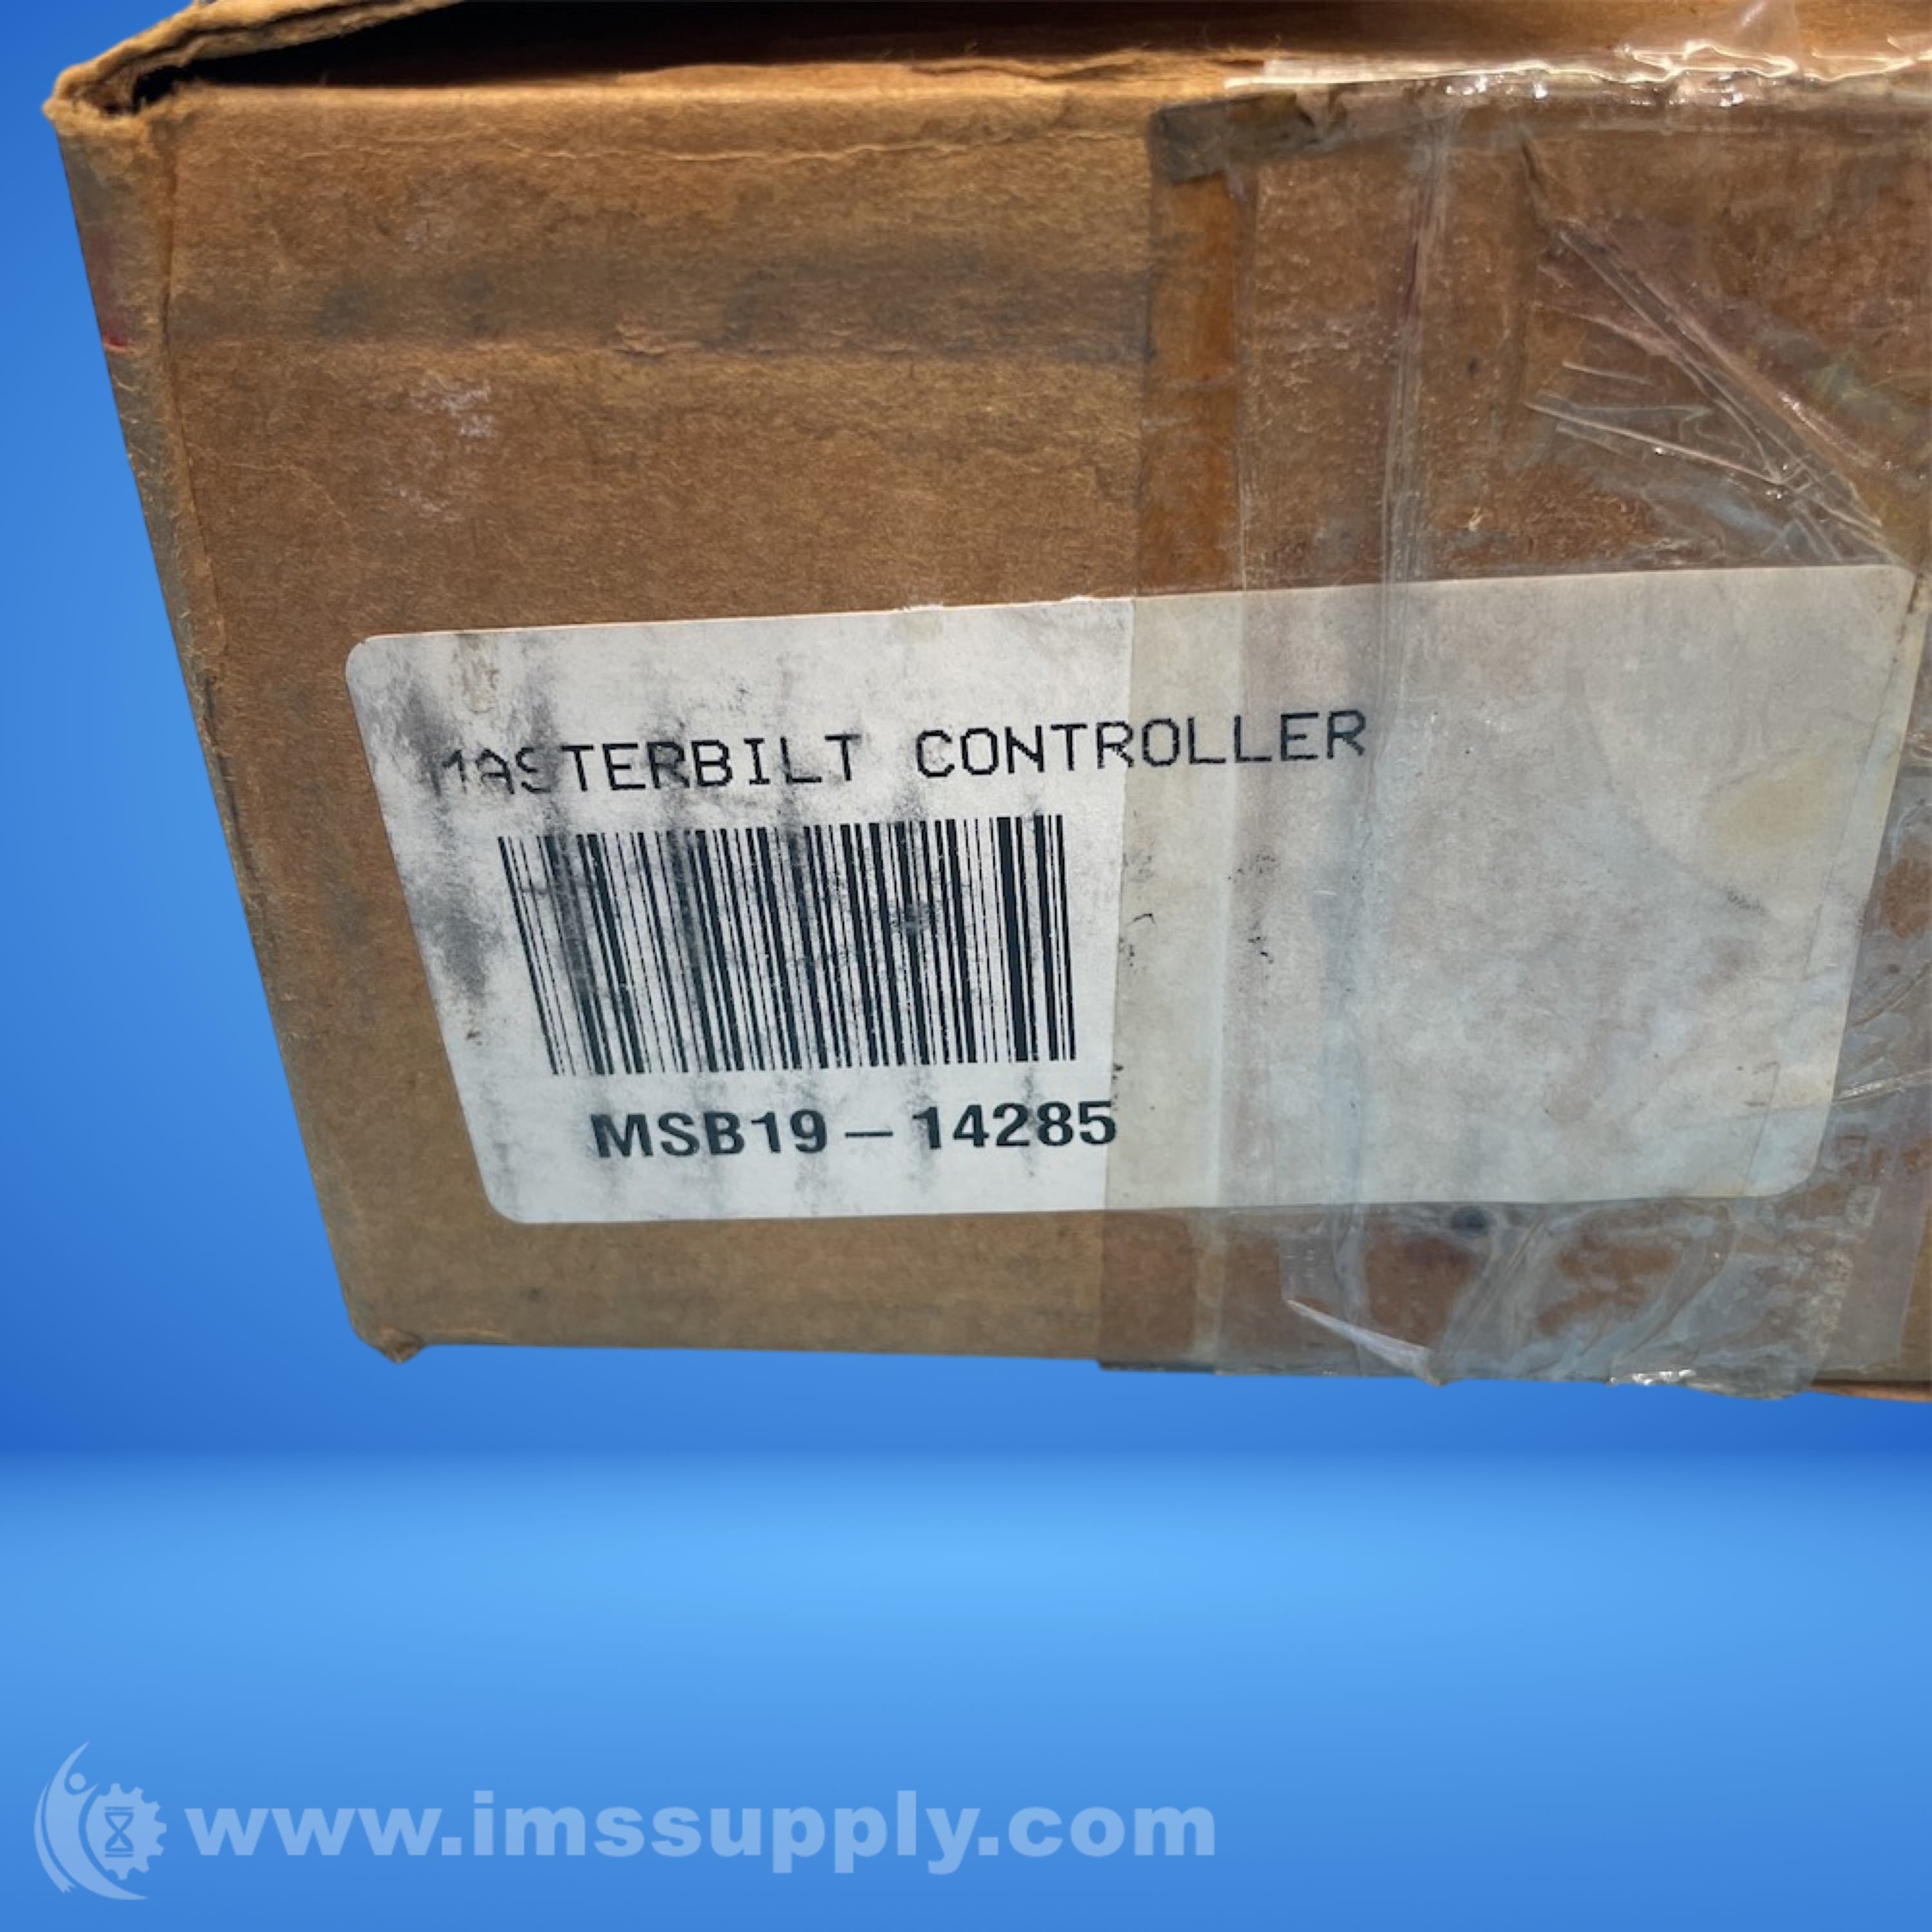 MASTERBILT CONTROLLER
MSB19-14285
www.imssupply.com